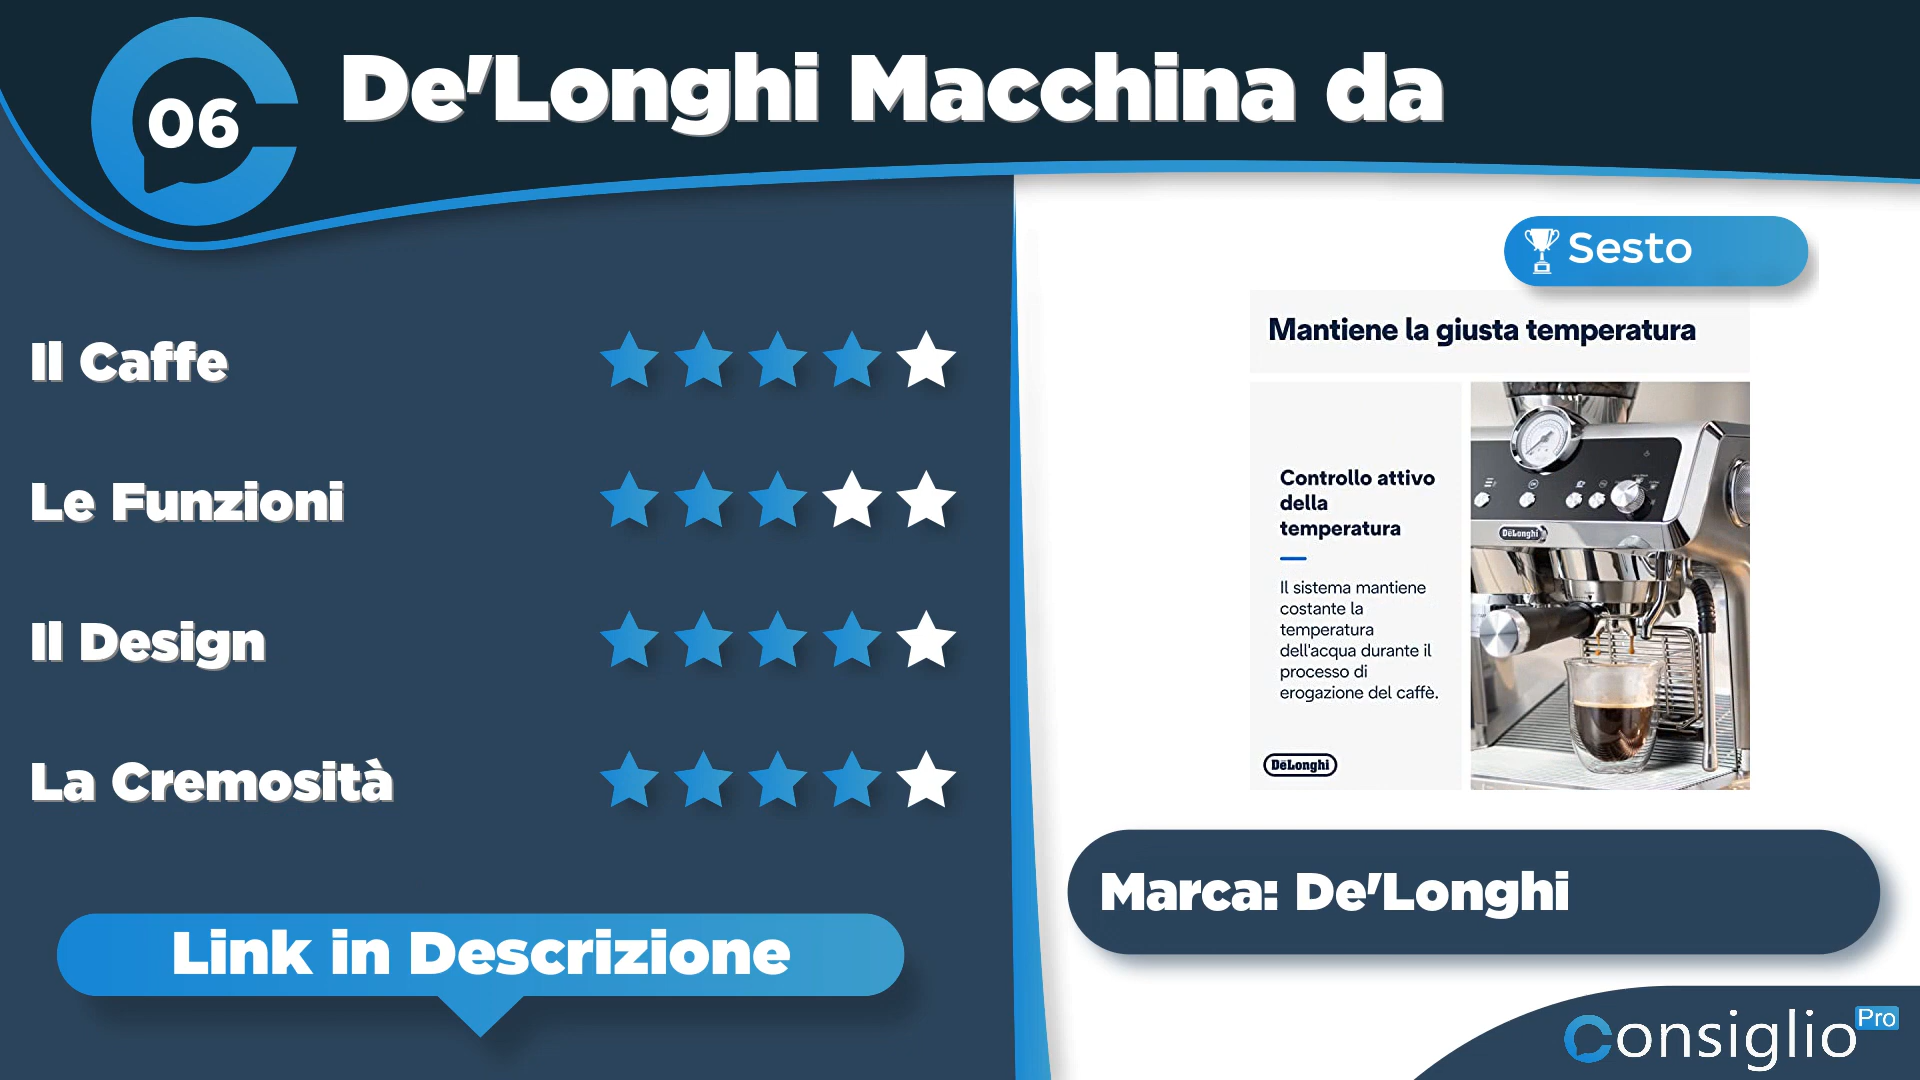 06
De'Longhi Macchina da
Sesto
Il Caffe
Le Funzioni
Il Design
La Cremosità
Link in Descrizione
Mantiene la giusta temperatura
Controllo attivo
della
temperatura
Il sistema mantiene
costante la
temperatura
dell'acqua durante il
processo di
erogazione del caffè.
DeLonghi
DeLonghi
Marca: De'Longhi
Consiglio Pro